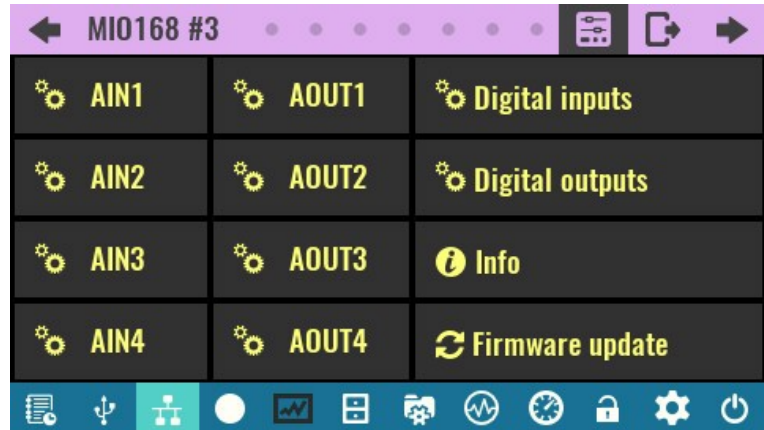 MIO168 #3
AIN1 AOUT1 Digital inputs
AIN2 AOUT2 Digital outputs
AIN3 AOUT3 Info
AIN4 AOUT4 Firmware update